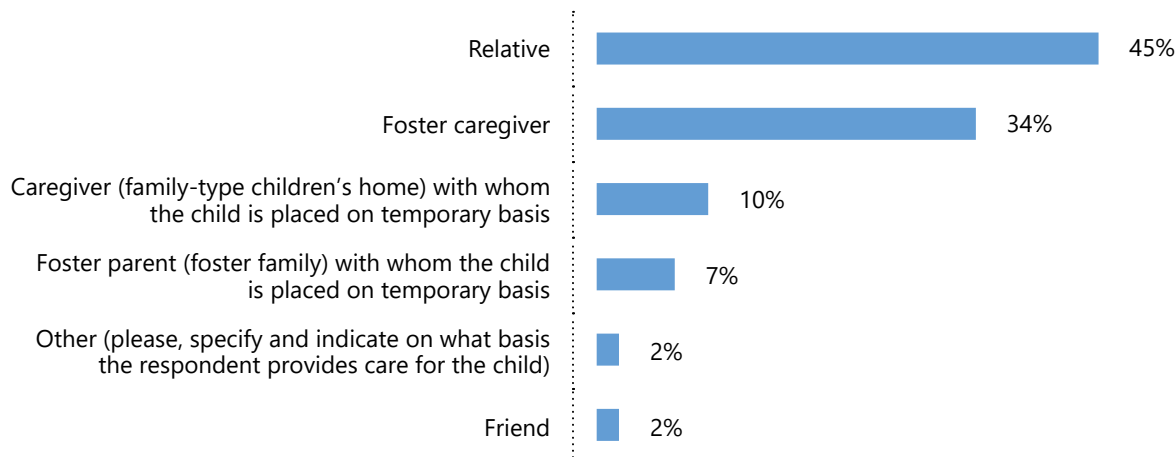 Relative
45%
Foster caregiver
34%
Caregiver (family-type children’s home) with whom
the child is placed on temporary basis
10%
Foster parent (foster family) with whom the child
is placed on temporary basis
7%
Other (please, specify and indicate on what basis
the respondent provides care for the child)
2%
Friend
2%